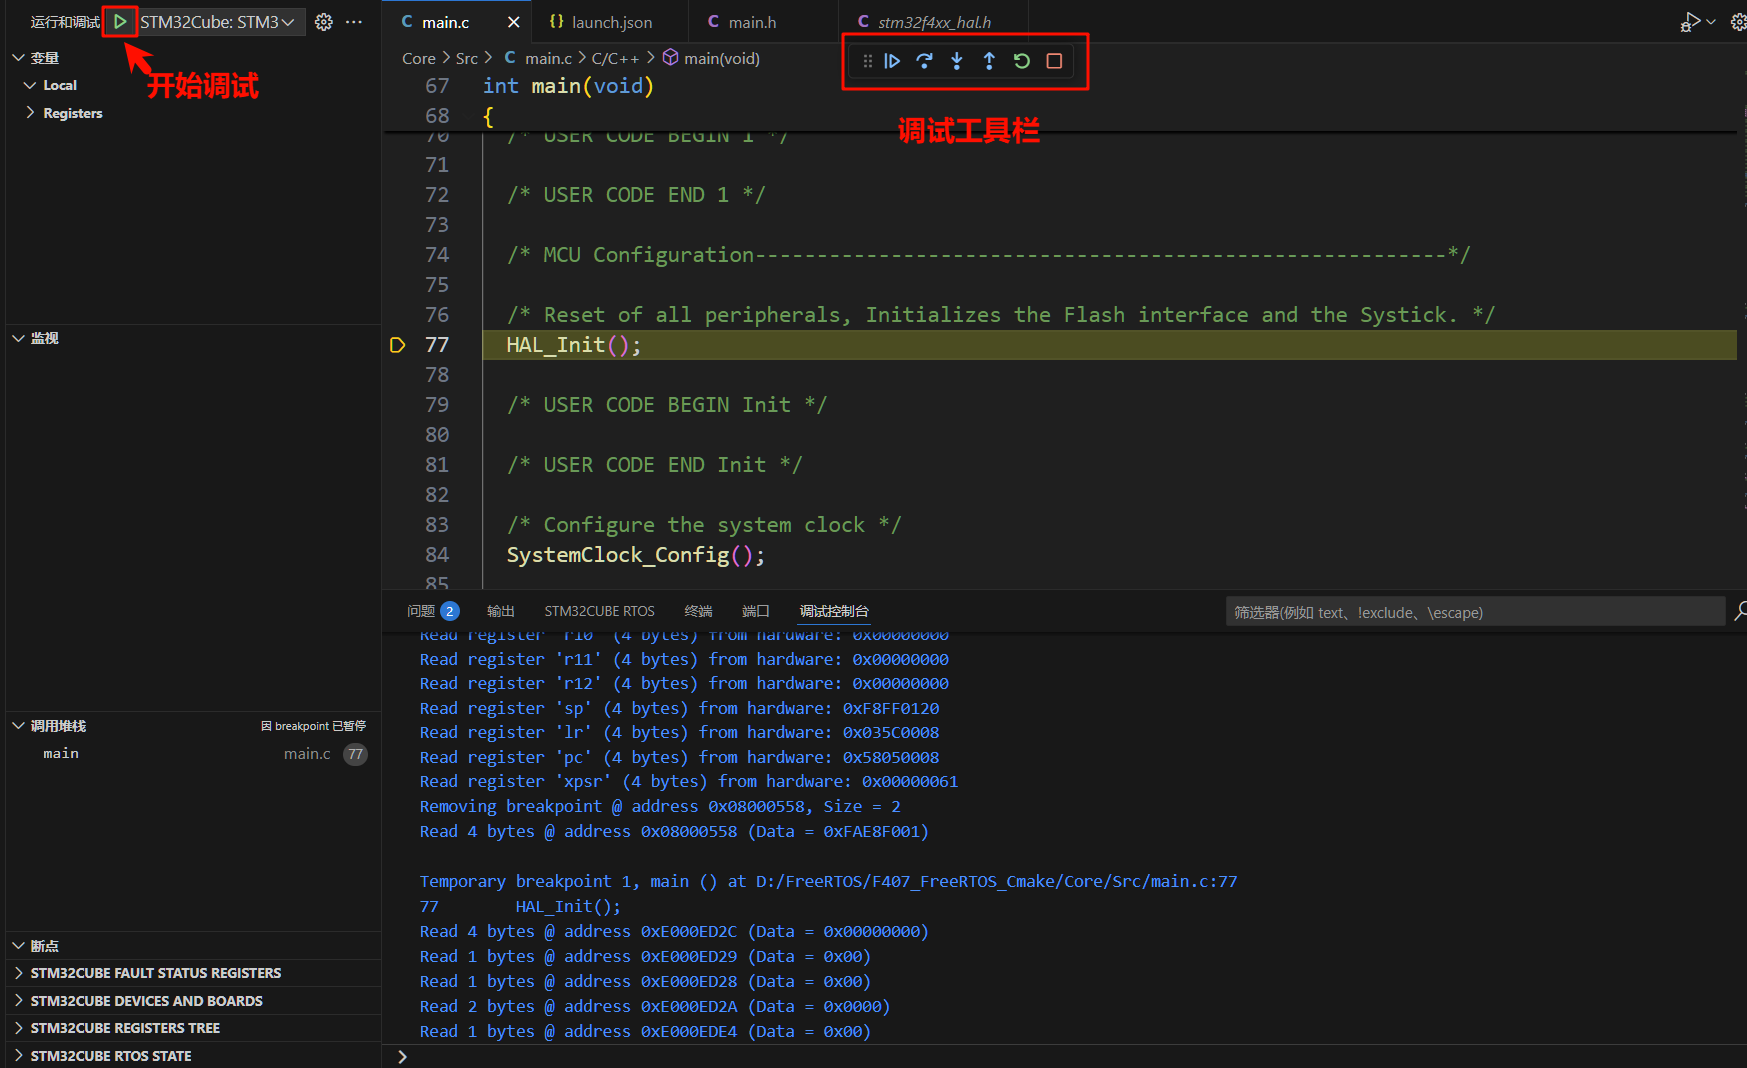 运行和调试 STM32Cube: STM3 ...
开始调试
变量
Local
Registers
监视
调用堆栈 因 breakpoint 已暂停
main main.c 77
断点
STM32CUBE FAULT STATUS REGISTERS
STM32CUBE DEVICES AND BOARDS
STM32CUBE REGISTERS TREE
STM32CUBE RTOS STATE
main.c launch.json main.h stm32f4xx_hal.h
Core > Src > C main.c > C/C++ > main(void)
调试工具栏
67 int main(void)
68 {
70 /* USER CODE BEGIN 1 */
71
72 /* USER CODE END 1 */
73
74 /* MCU Configuration--------------------------------------------------------*/
75
76 /* Reset of all peripherals, Initializes the Flash interface and the Systick. */
77 HAL_Init();
78
79 /* USER CODE BEGIN Init */
80
81 /* USER CODE END Init */
82
83 /* Configure the system clock */
84 SystemClock_Config();
85
问题 2 输出 STM32CUBE RTOS 终端 端口 调试控制台 筛选器(例如 text、!exclude、\escape)
Read register 'r10' (4 bytes) from hardware: 0x00000000
Read register 'r11' (4 bytes) from hardware: 0x00000000
Read register 'r12' (4 bytes) from hardware: 0x00000000
Read register 'sp' (4 bytes) from hardware: 0xF8FF0120
Read register 'lr' (4 bytes) from hardware: 0x035C0008
Read register 'pc' (4 bytes) from hardware: 0x58050008
Read register 'xpsr' (4 bytes) from hardware: 0x00000061
Removing breakpoint @ address 0x08000558, Size = 2
Read 4 bytes @ address 0x08000558 (Data = 0xFAE8F001)
Temporary breakpoint 1, main () at D:/FreeRTOS/F407_FreeRTOS_Cmake/Core/Src/main.c:77
77 HAL_Init();
Read 4 bytes @ address 0xE000ED2C (Data = 0x00000000)
Read 1 bytes @ address 0xE000ED29 (Data = 0x00)
Read 1 bytes @ address 0xE000ED28 (Data = 0x00)
Read 2 bytes @ address 0xE000ED2A (Data = 0x0000)
Read 1 bytes @ address 0xE000EDE4 (Data = 0x00)